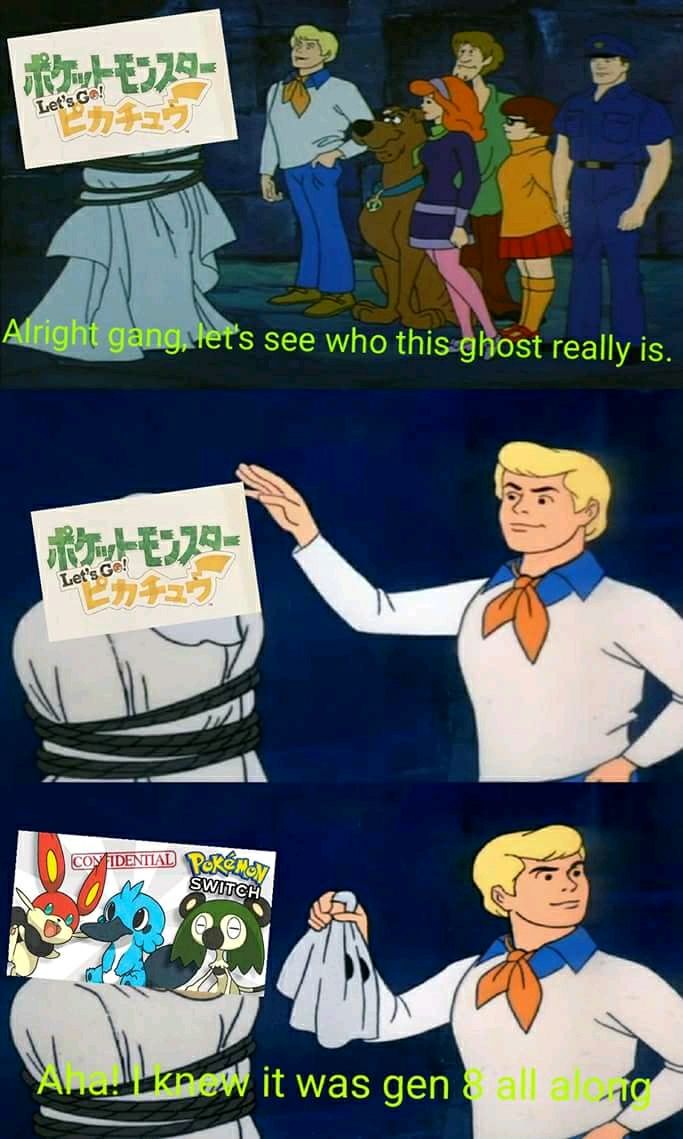 ポケットモンスター
Let's Go!
ピカチュウ
Alright gang, let's see who this ghost really is.
ポケットモンスター
Let's Go!
ピカチュウ
CONFIDENTIAL
POKéMON
SWITCH
Aha! I knew it was gen 8 all along